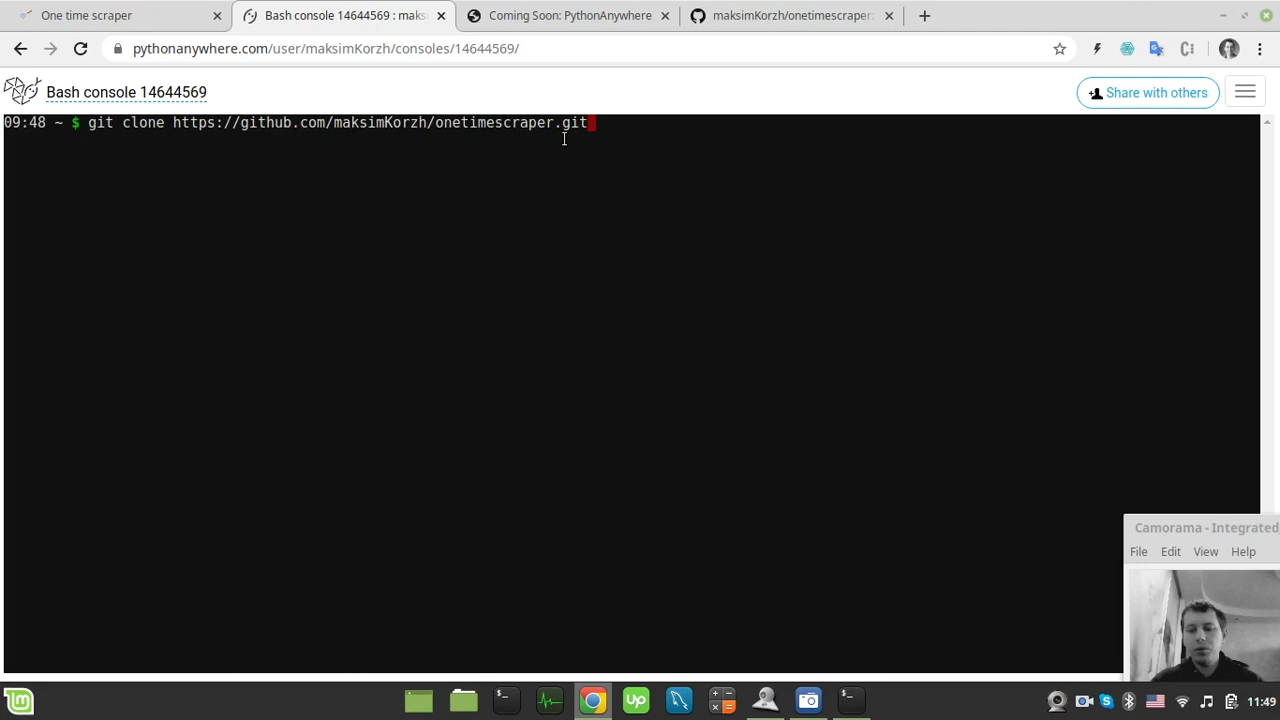 One time scraper
Bash console 14644569 : maks
Coming Soon: PythonAnywhere
maksimKorzh/onetimescraper:
pythonanywhere.com/user/maksimKorzh/consoles/14644569/
Bash console 14644569
Share with others
09:48 ~ $ git clone https://github.com/maksimKorzh/onetimescraper.git
Camorama - Integrated
File Edit View Help
up
11:49